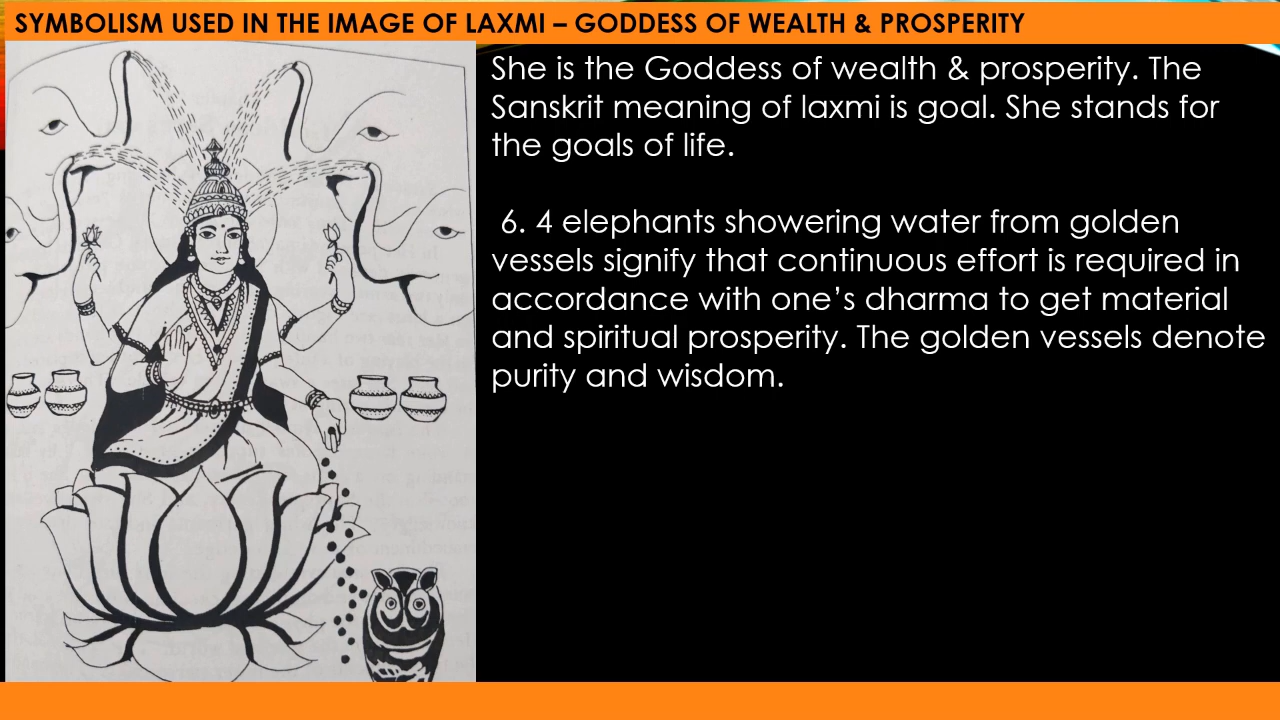 SYMBOLISM USED IN THE IMAGE OF LAXMI – GODDESS OF WEALTH & PROSPERITY
She is the Goddess of wealth & prosperity. The
Sanskrit meaning of laxmi is goal. She stands for
the goals of life.
6. 4 elephants showering water from golden
vessels signify that continuous effort is required in
accordance with one’s dharma to get material
and spiritual prosperity. The golden vessels denote
purity and wisdom.